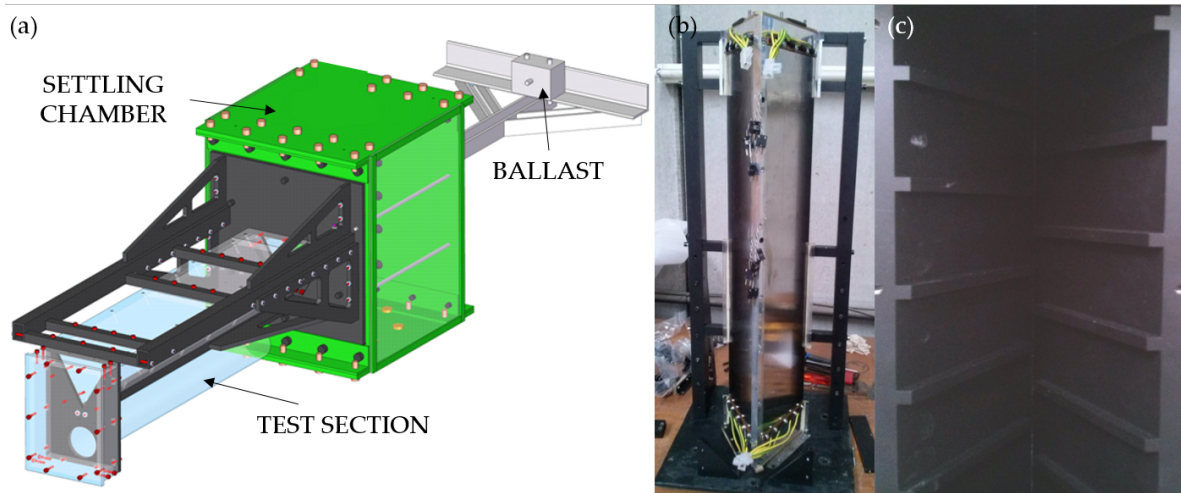 (a)
SETTLING
CHAMBER
BALLAST
TEST SECTION
(b)
(c)